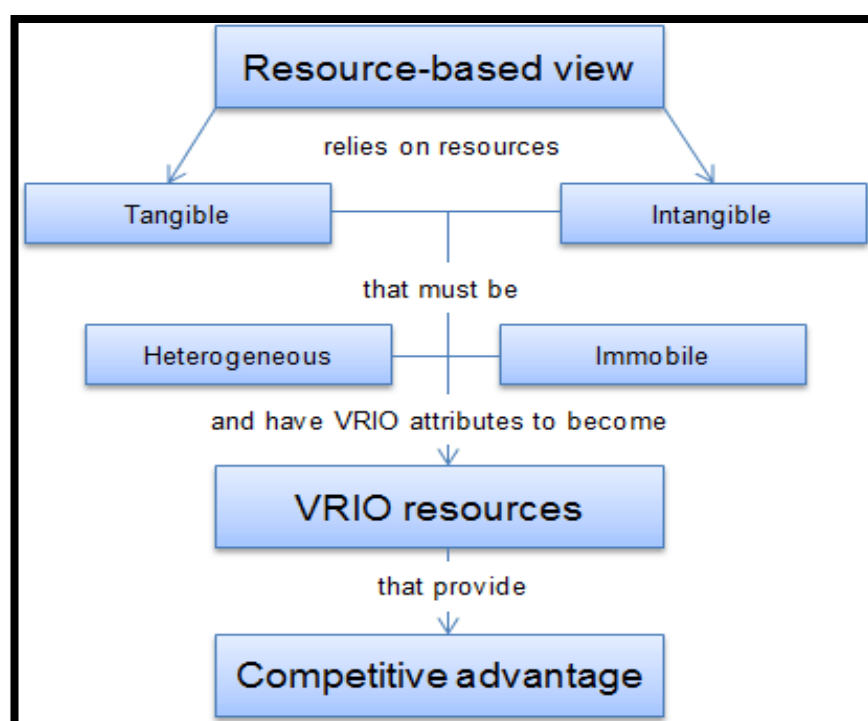 Resource-based view
relies on resources
Tangible
Intangible
that must be
Heterogeneous
Immobile
and have VRIO attributes to become
VRIO resources
that provide
Competitive advantage